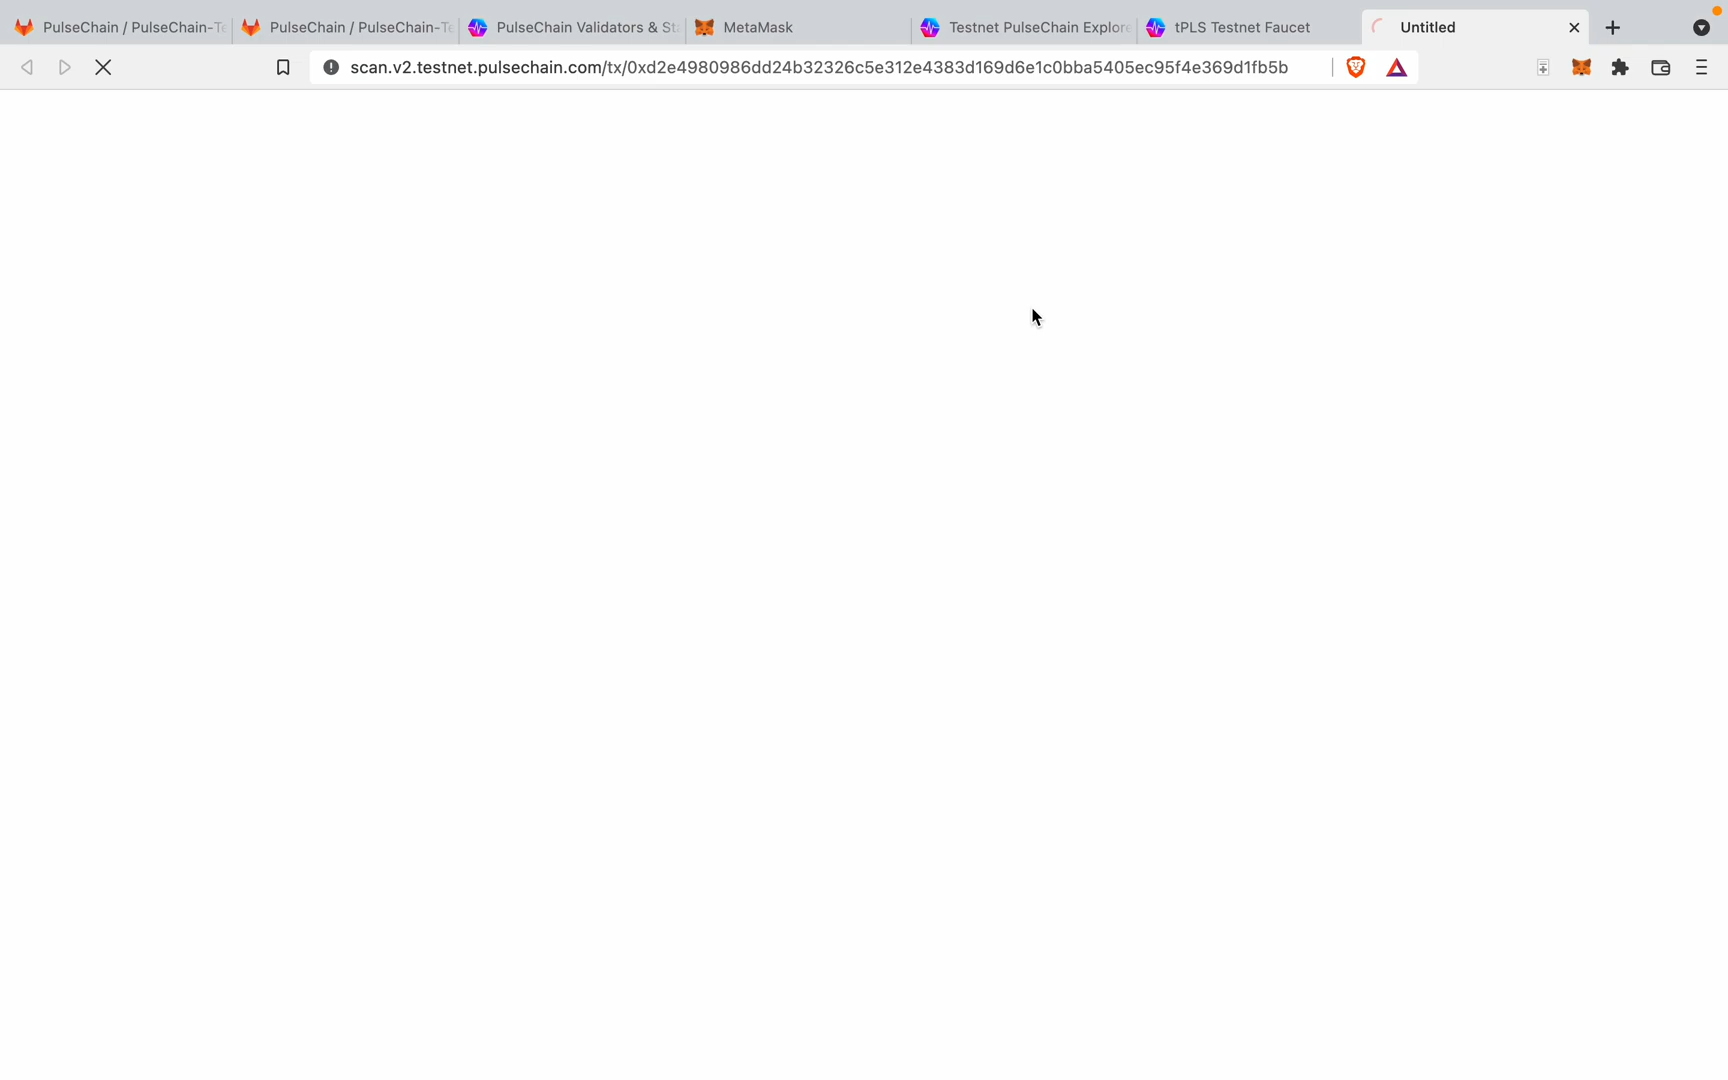 PulseChain / PulseChain-Te
PulseChain / PulseChain-Te
PulseChain Validators & Sta
MetaMask
Testnet PulseChain Explore
tPLS Testnet Faucet
Untitled
scan.v2.testnet.pulsechain.com/tx/0xd2e4980986dd24b32326c5e312e4383d169d6e1c0bba5405ec95f4e369d1fb5b